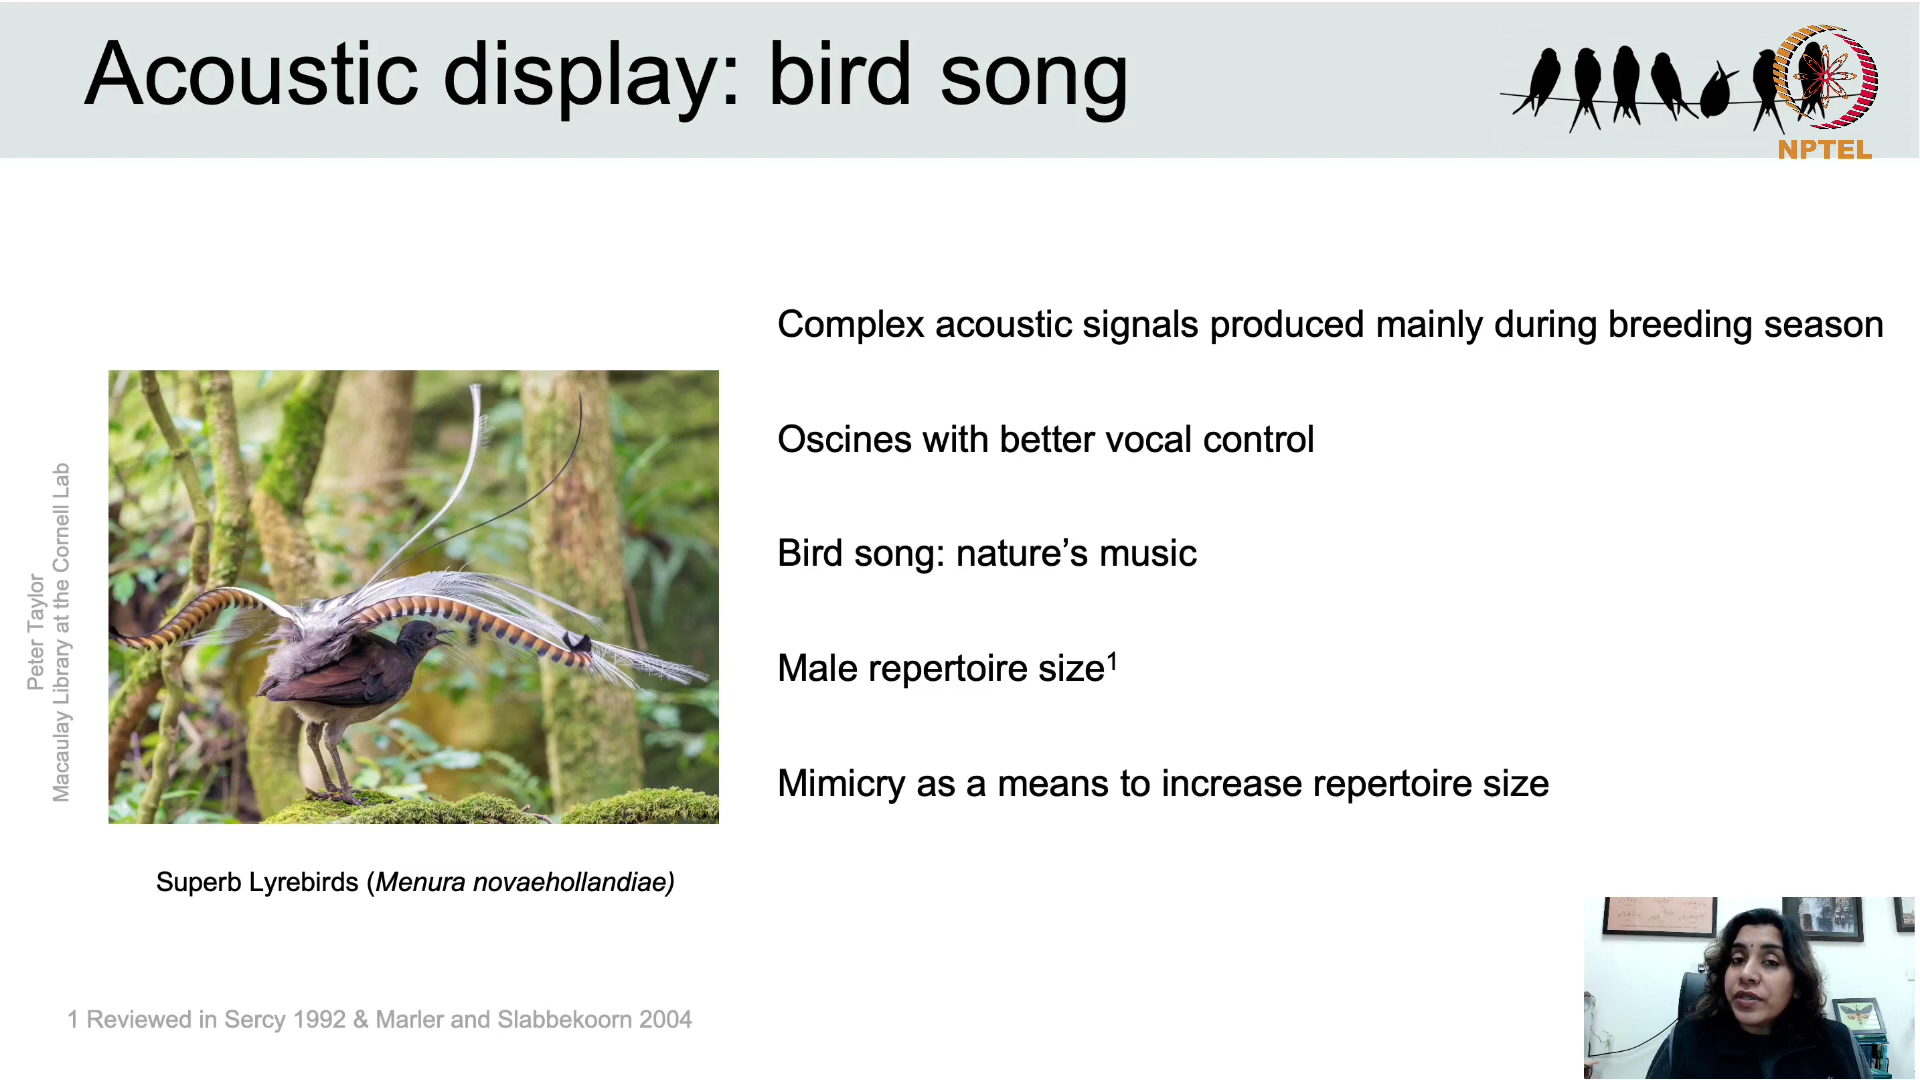 Acoustic display: bird song
NPTEL
Complex acoustic signals produced mainly during breeding season
Oscines with better vocal control
Bird song: nature’s music
Male repertoire size1
Mimicry as a means to increase repertoire size
Peter Taylor
Macaulay Library at the Cornell Lab
Superb Lyrebirds (Menura novaehollandiae)
1 Reviewed in Sercy 1992 & Marler and Slabbekoorn 2004